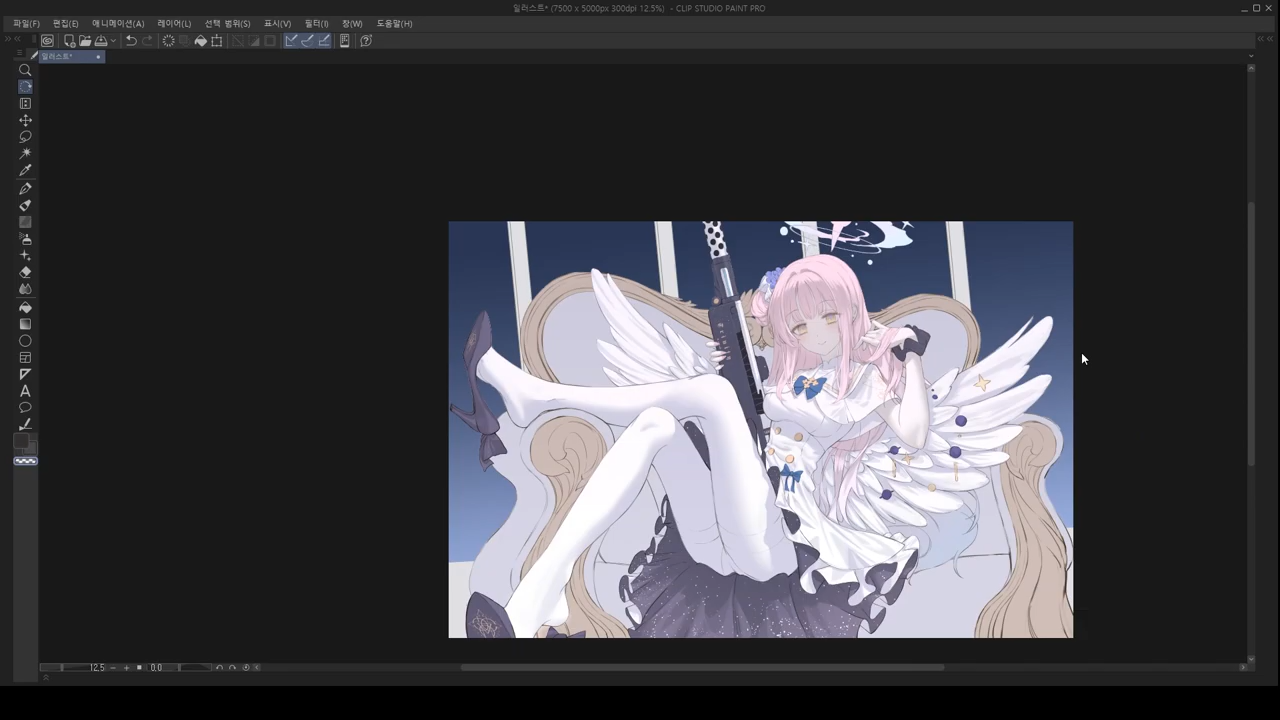 일러스트* (7500 x 5000px 300dpi 12.5%) - CLIP STUDIO PAINT PRO
파일(F) 편집(E) 애니메이션(A) 레이어(L) 선택 범위(S) 표시(V) 필터(I) 창(W) 도움말(H)
일러스트*
12.5
0.0